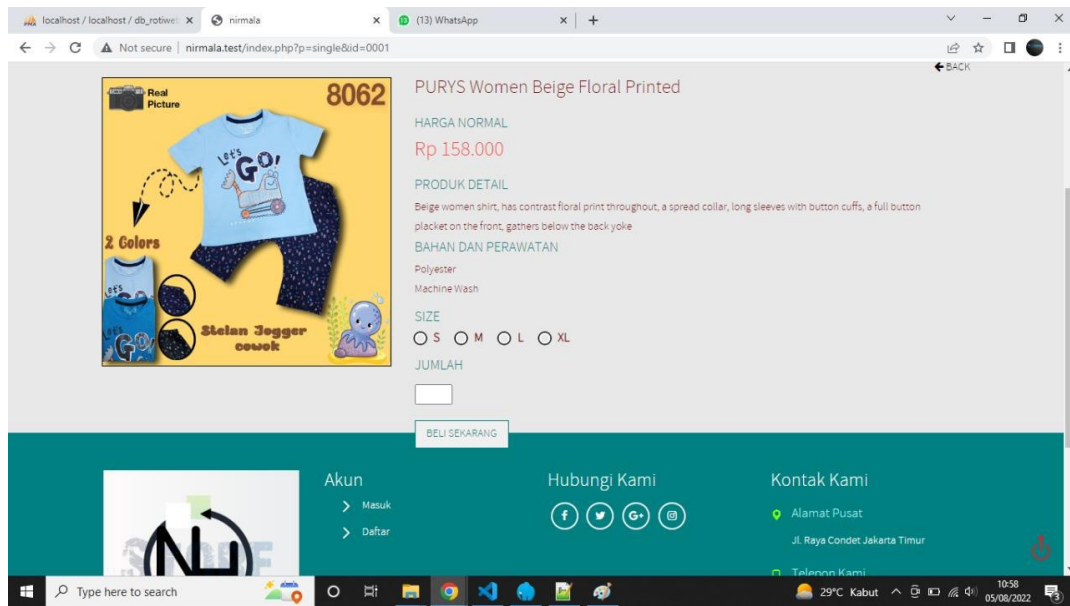 localhost / localhost / db_rotiwel
nirmala
(13) WhatsApp
Not secure | nirmala.test/index.php?p=single&id=0001
BACK
Real
Picture
8062
Let's
GO!
2 Colors
Let's
GO!
Stelan Jogger
cowok
PURYS Women Beige Floral Printed
HARGA NORMAL
Rp 158.000
PRODUK DETAIL
Beige women shirt, has contrast floral print throughout, a spread collar, long sleeves with button cuffs, a full button
placket on the front, gathers below the back yoke
BAHAN DAN PERAWATAN
Polyester
Machine Wash
SIZE
S M L XL
JUMLAH
BELI SEKARANG
Akun
Masuk
Daftar
Hubungi Kami
G+
Kontak Kami
Alamat Pusat
Jl. Raya Condet Jakarta Timur
Telepon Kami
Type here to search
29°C Kabut
10:58
05/08/2022